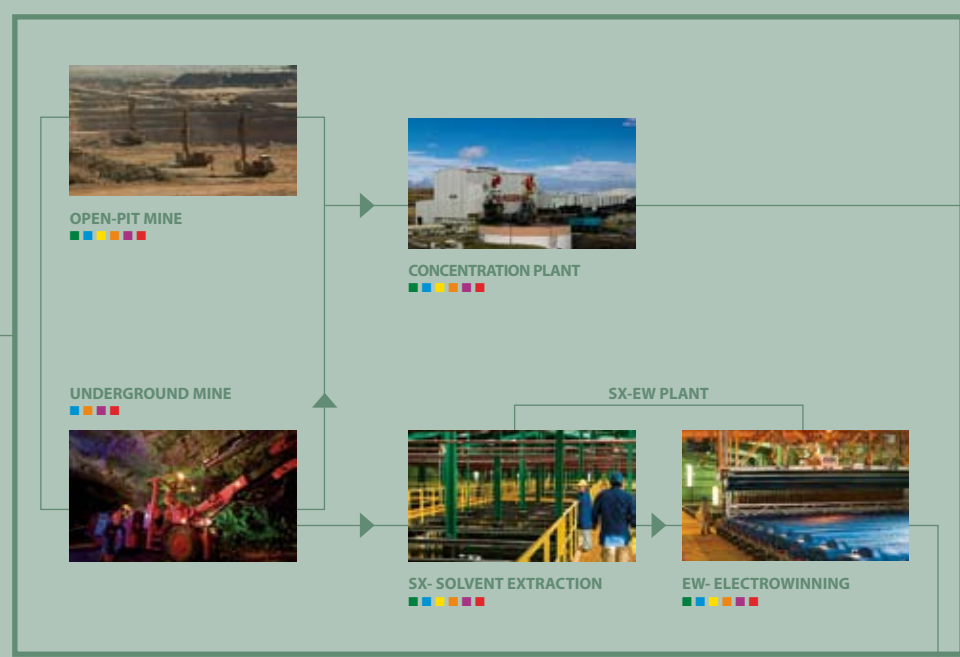 OPEN-PIT MINE
CONCENTRATION PLANT
UNDERGROUND MINE
SX-EW PLANT
SX- SOLVENT EXTRACTION
EW- ELECTROWINNING